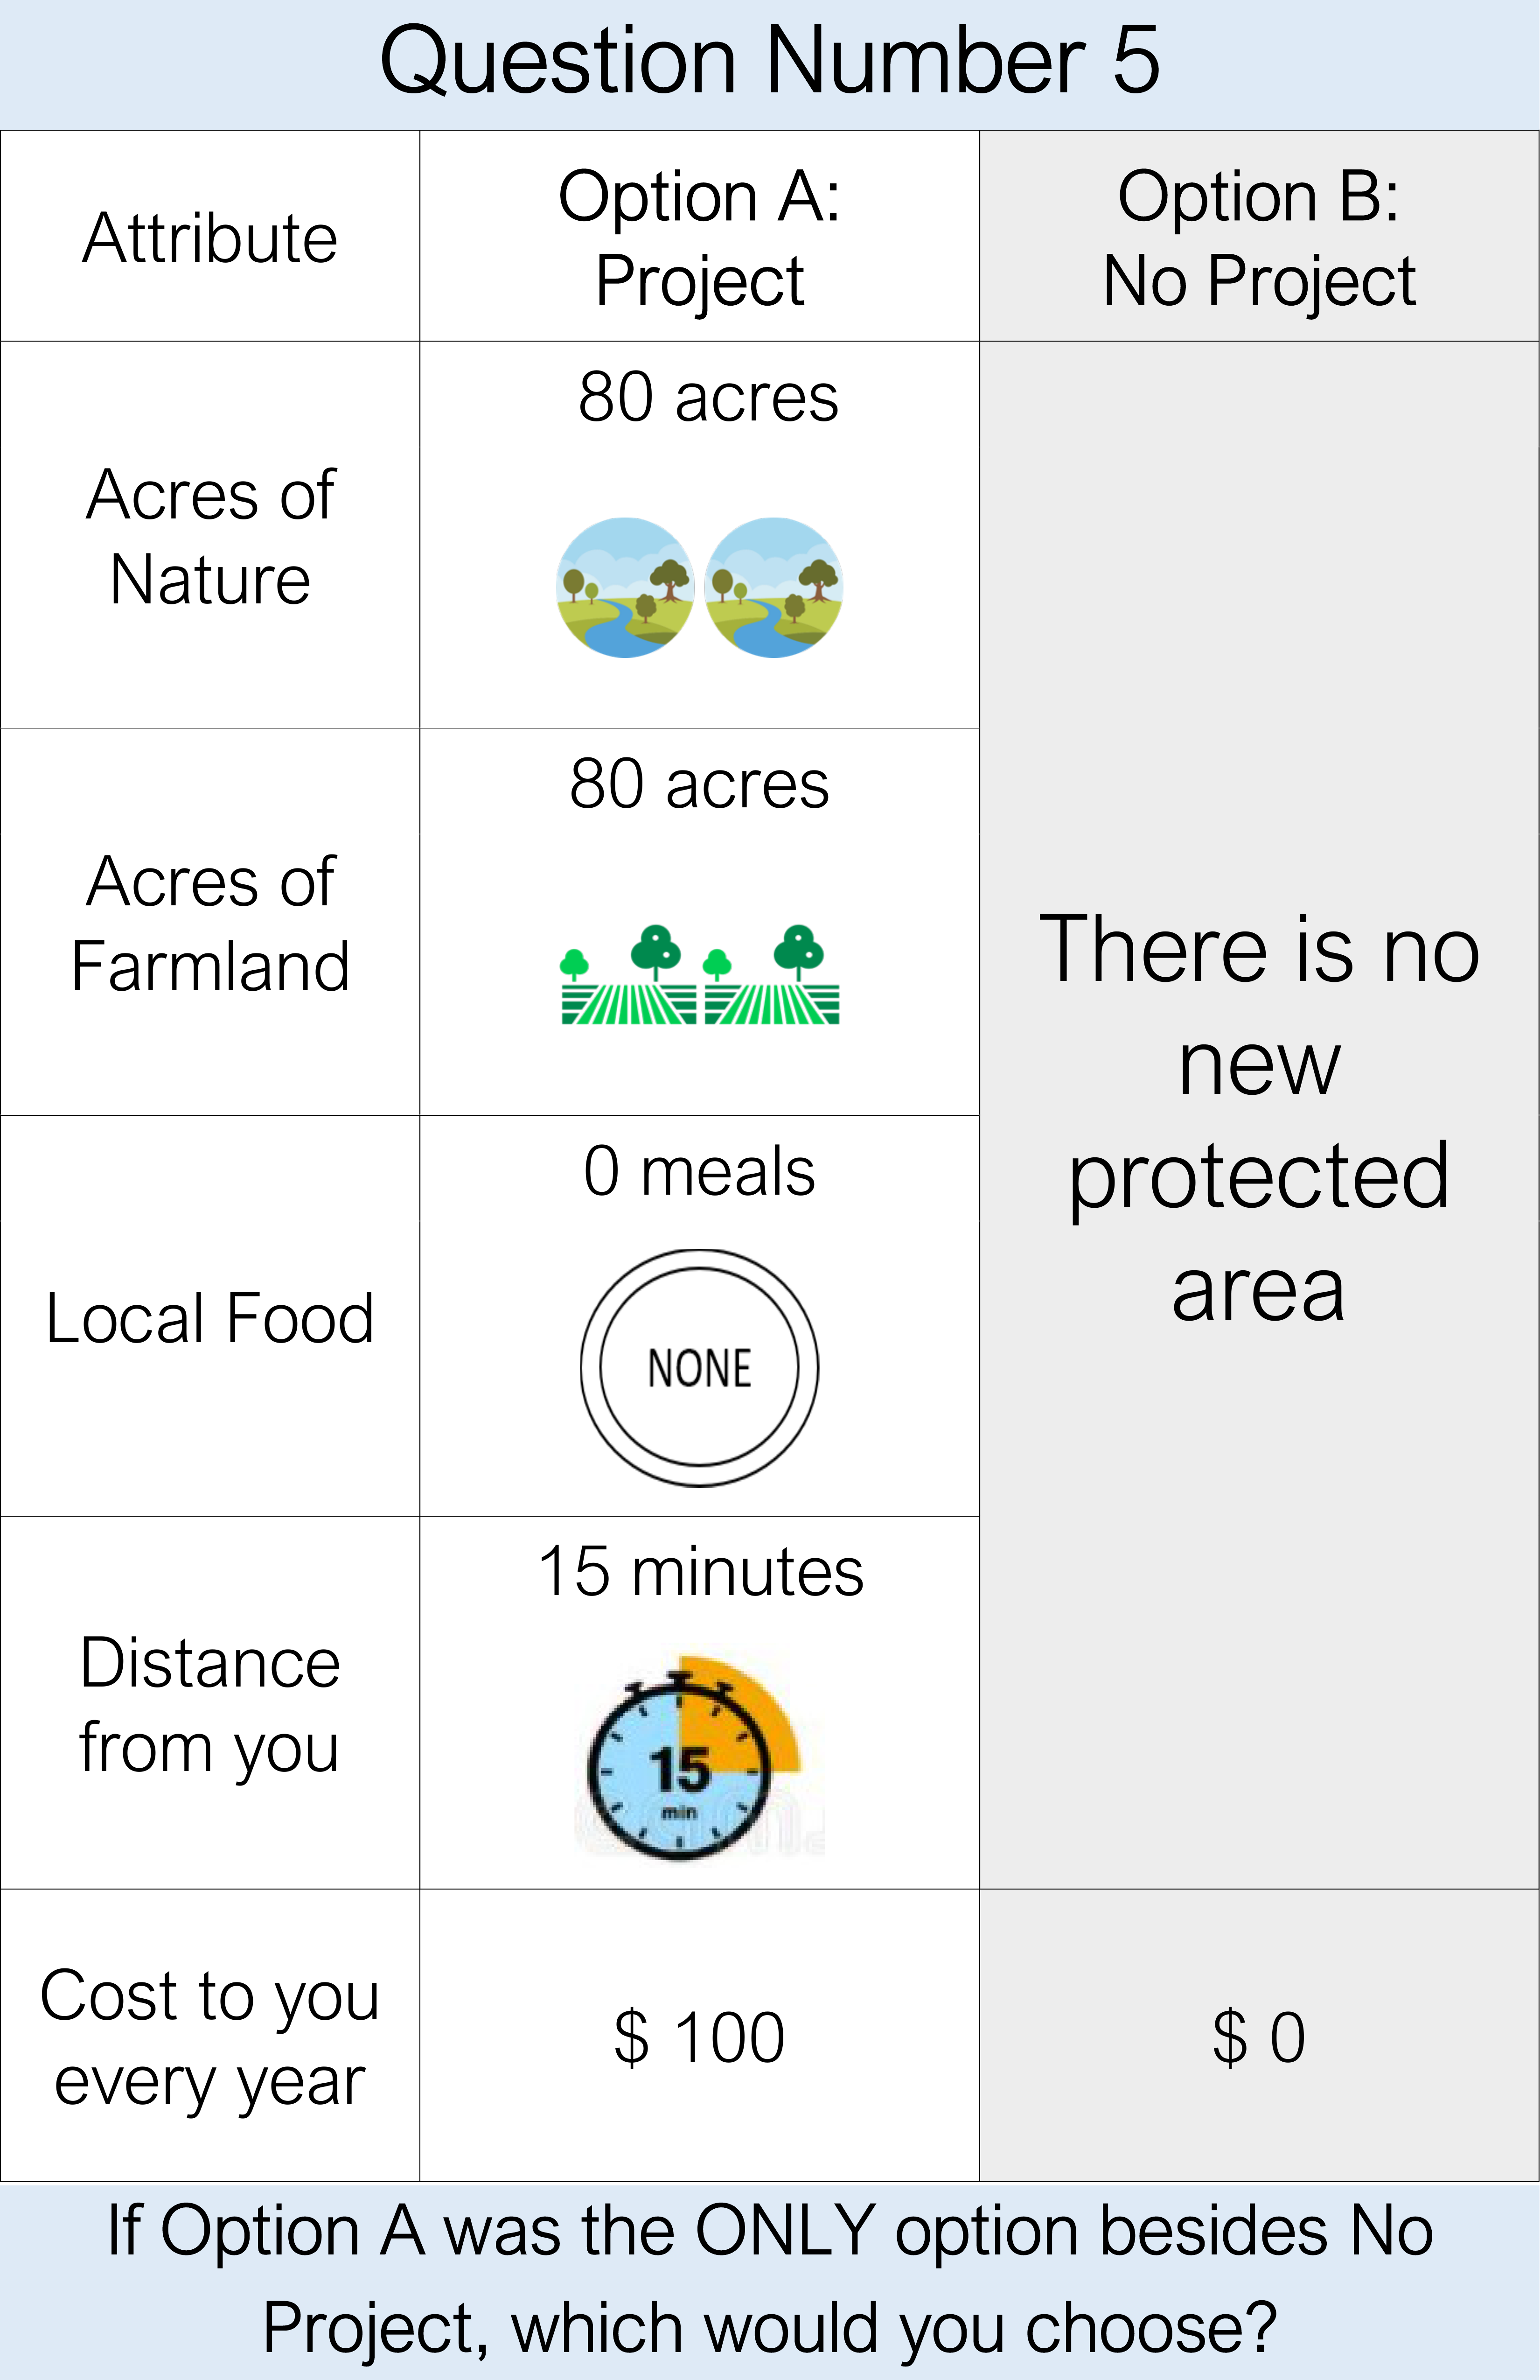 Question Number 5
Attribute
Option A:
Project
Option B:
No Project
Acres of
Nature
80 acres
Acres of
Farmland
80 acres
There is no
new
protected
area
Local Food
0 meals
NONE
Distance
from you
15 minutes
15
min
Cost to you
every year
$ 100
$ 0
If Option A was the ONLY option besides No
Project, which would you choose?